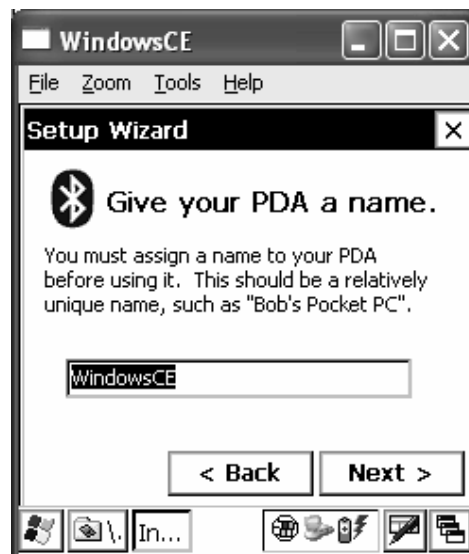 WindowsCE
File Zoom Tools Help
Setup Wizard
Give your PDA a name.
You must assign a name to your PDA
before using it. This should be a relatively
unique name, such as "Bob's Pocket PC".
WindowsCE
< Back Next >
\. In...